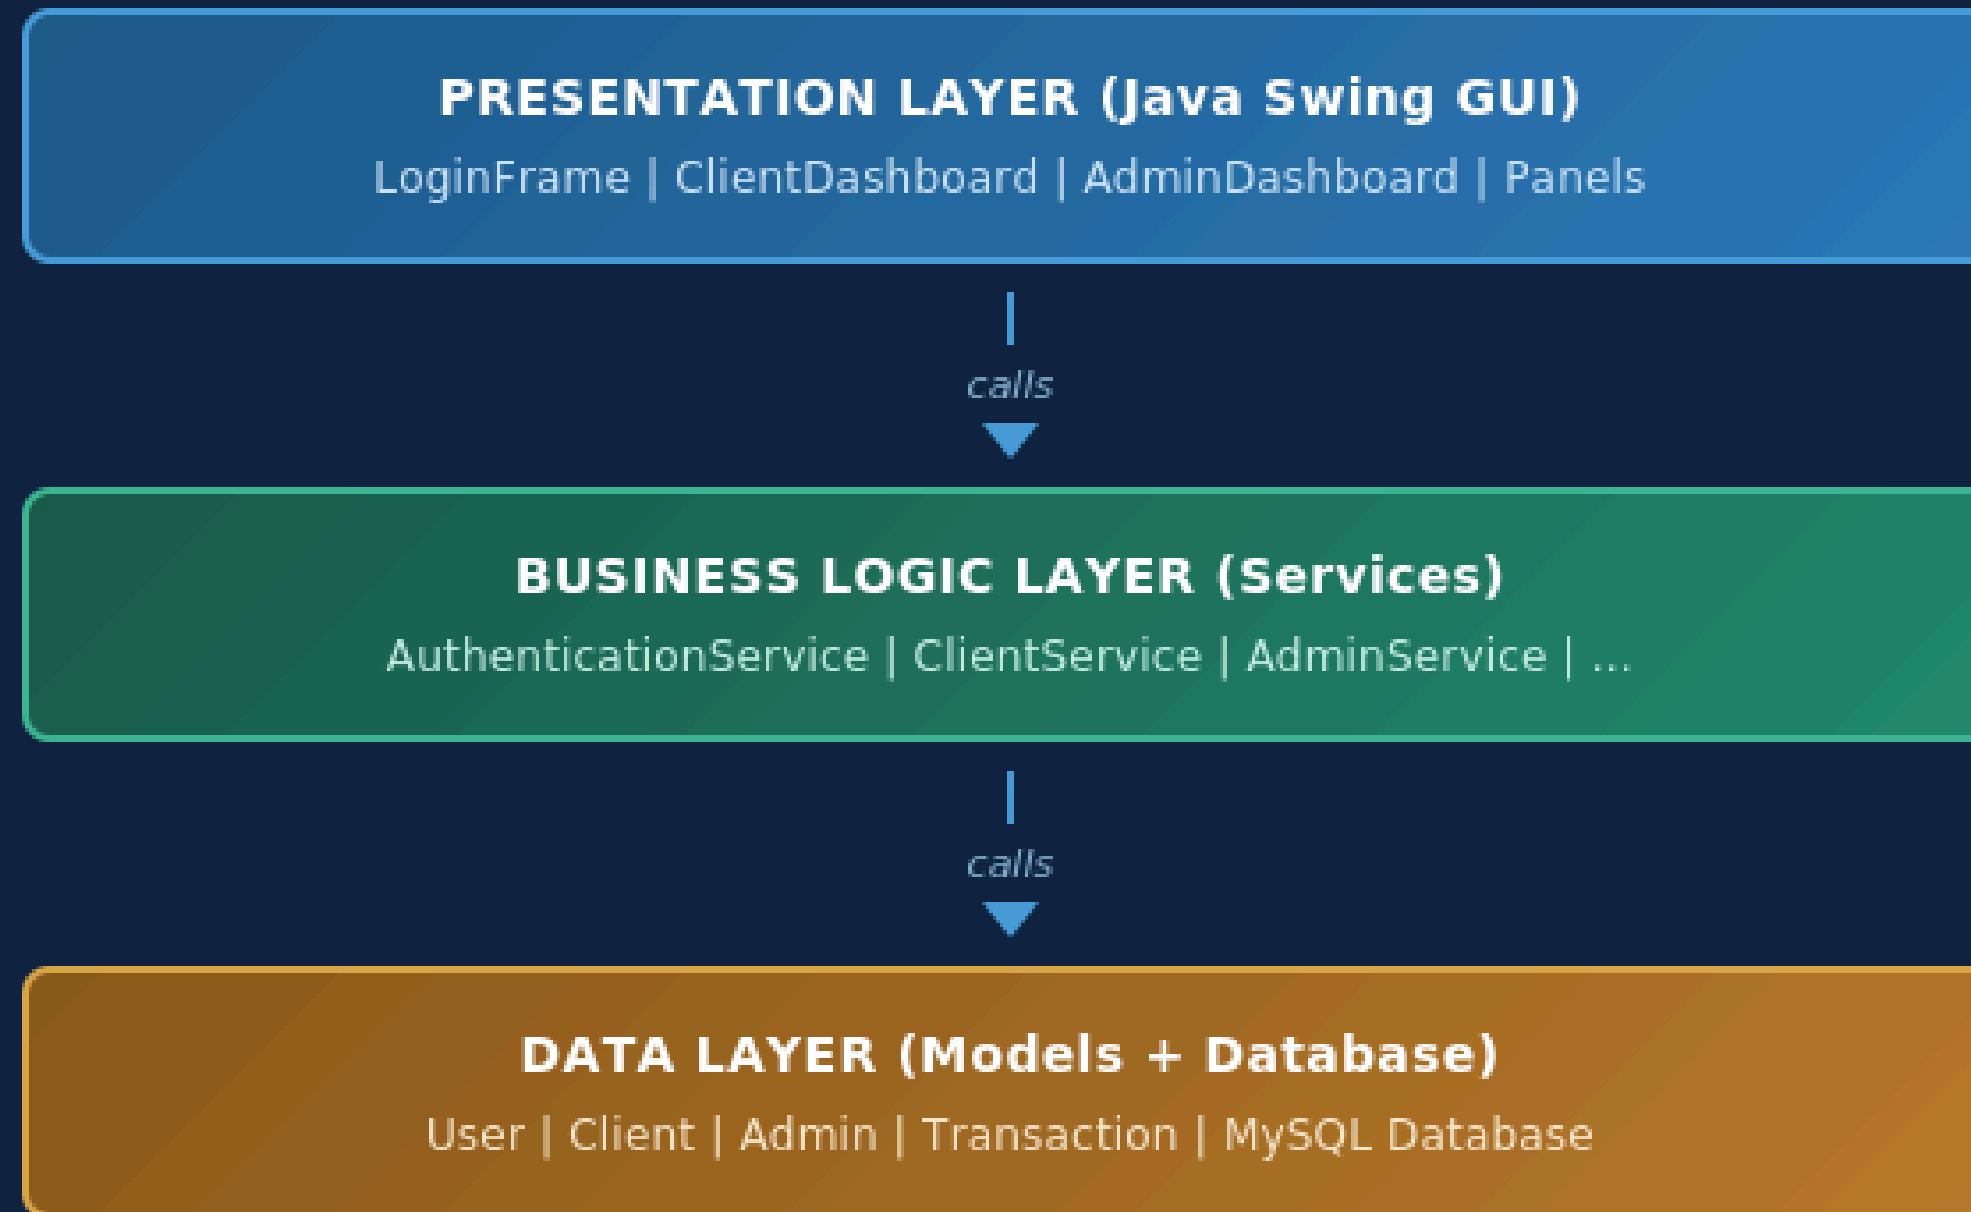 PRESENTATION LAYER (Java Swing GUI)
LoginFrame | ClientDashboard | AdminDashboard | Panels
calls
BUSINESS LOGIC LAYER (Services)
AuthenticationService | ClientService | AdminService | ...
calls
DATA LAYER (Models + Database)
User | Client | Admin | Transaction | MySQL Database